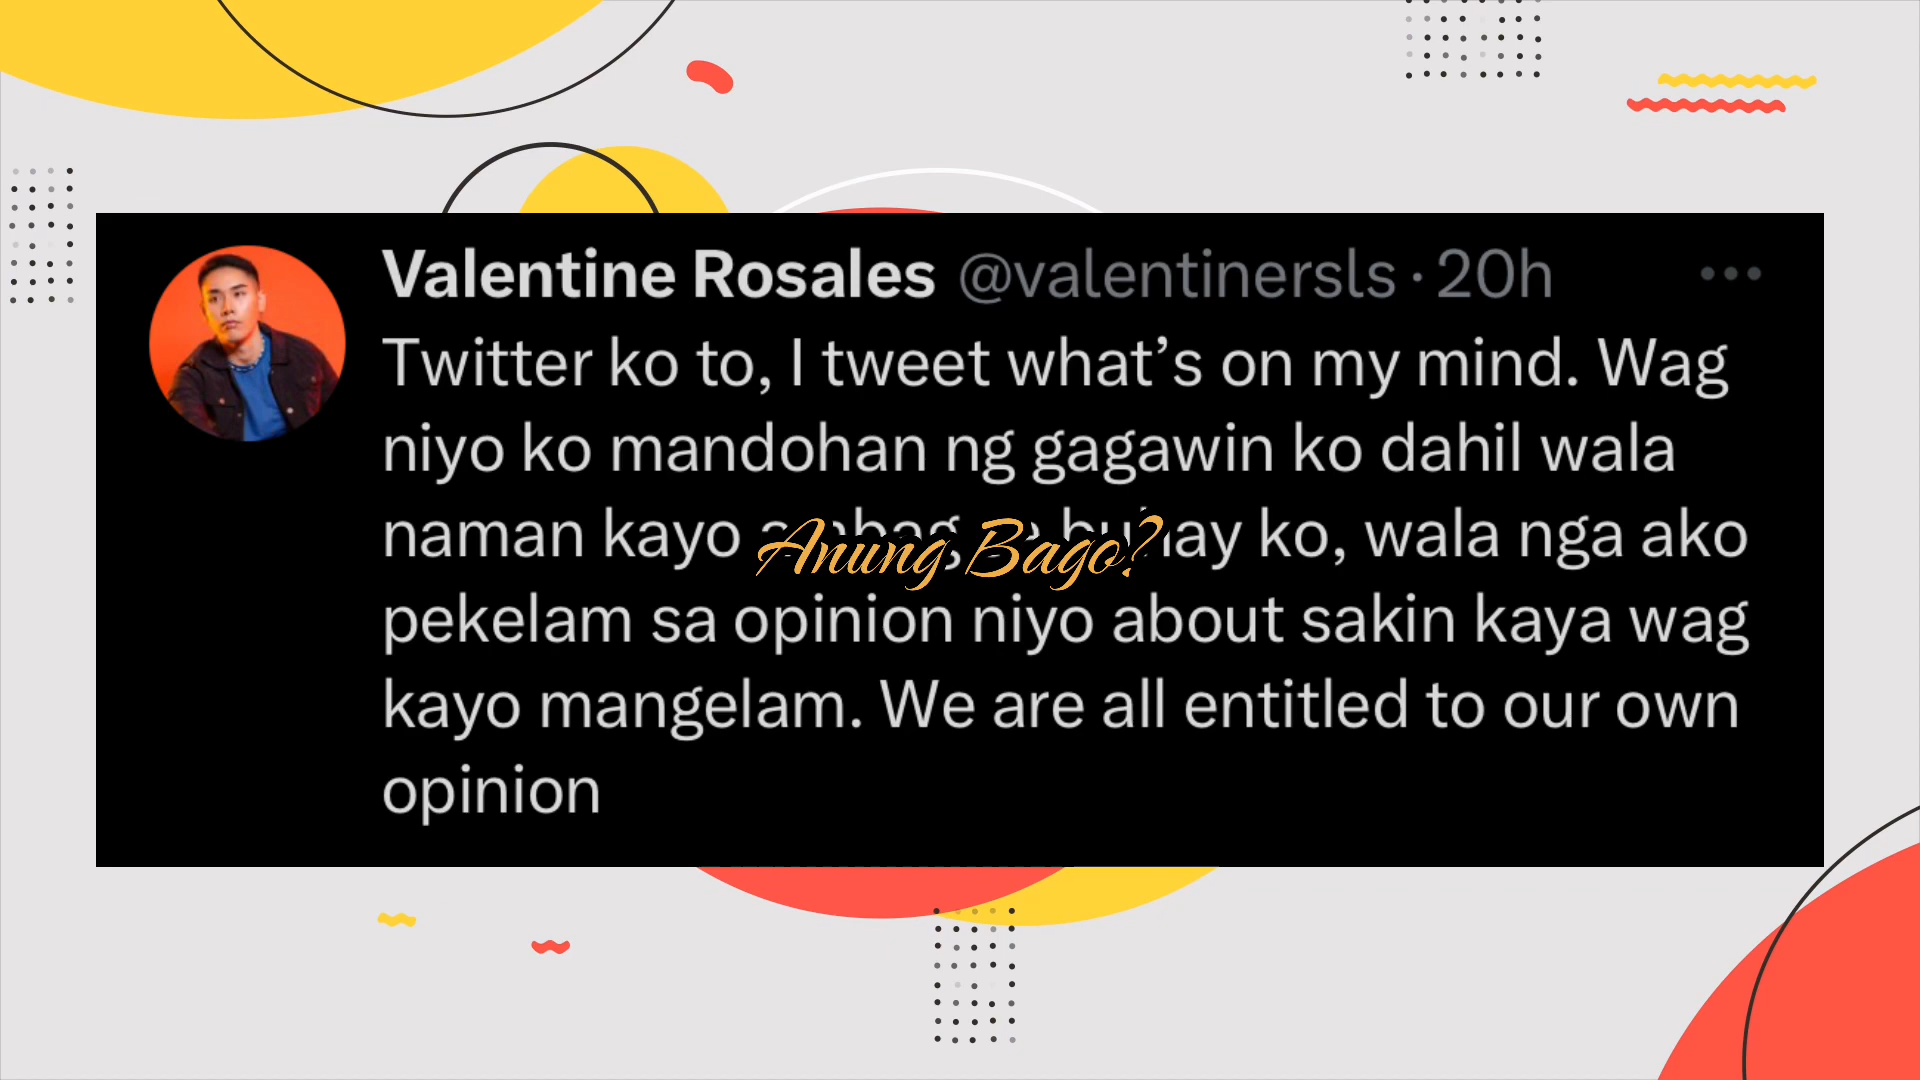 Valentine Rosales @valentinersls · 20h
Twitter ko to, I tweet what's on my mind. Wag
niyo ko mandohan ng gagawin ko dahil wala
naman kayo ay ko, wala nga ako
Anung Bago?
pekelam sa opinion niyo about sakin kaya wag
kayo mangelam. We are all entitled to our own
opinion